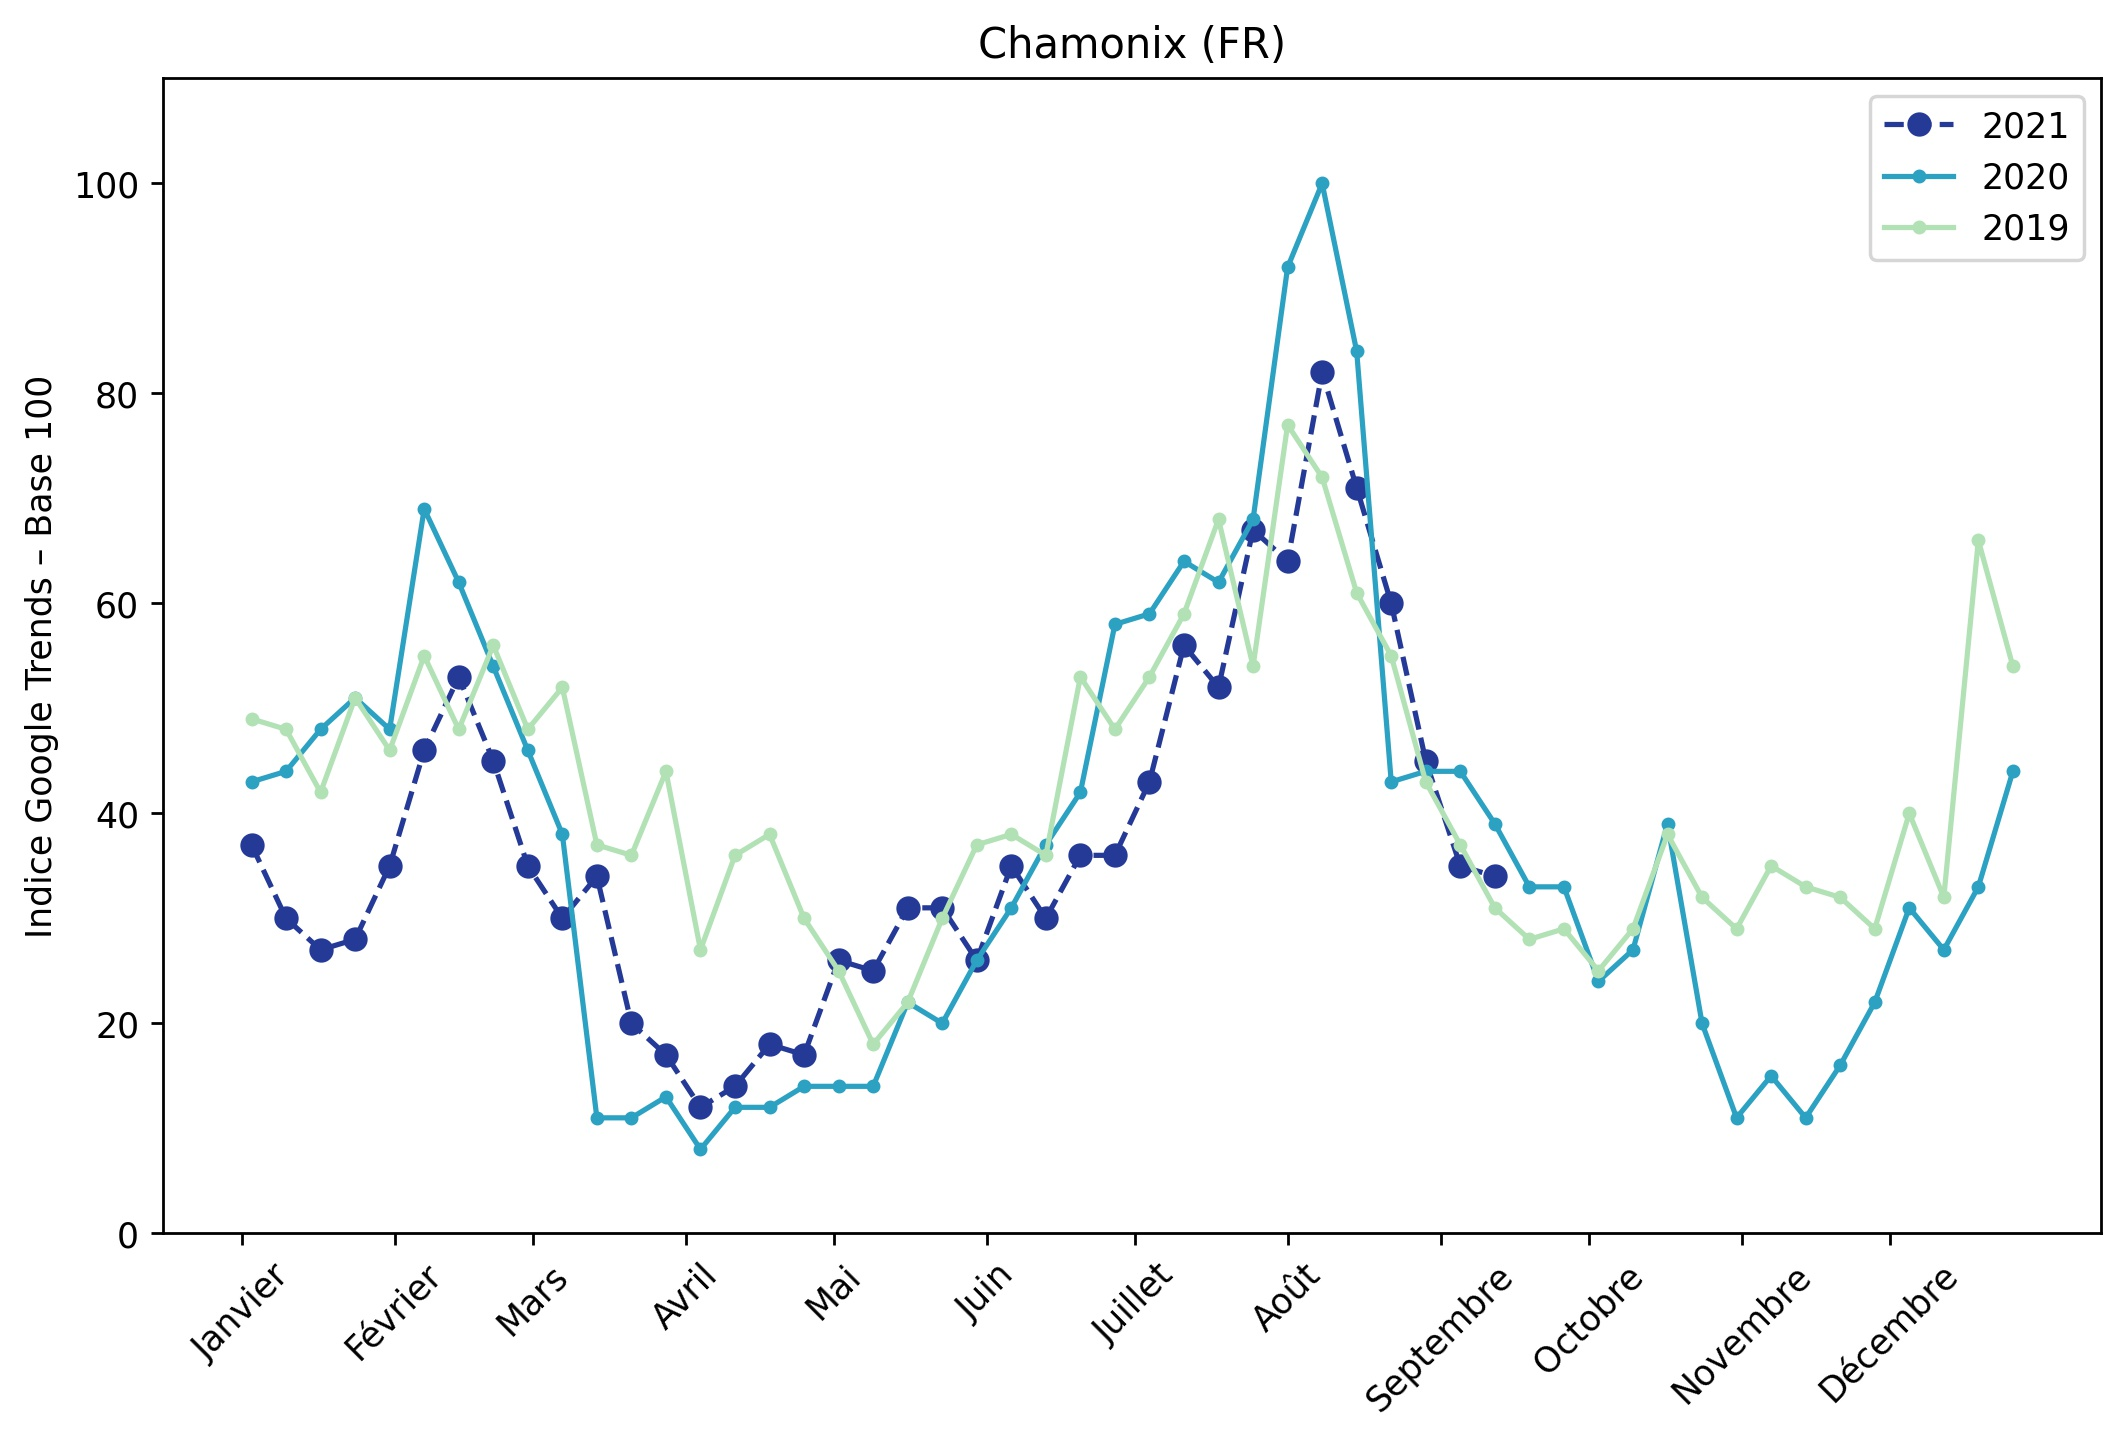 Chamonix (FR)
2021
2020
2019
Indice Google Trends – Base 100
100
80
60
40
20
0
Janvier
Février
Mars
Avril
Mai
Juin
Juillet
Août
Septembre
Octobre
Novembre
Décembre